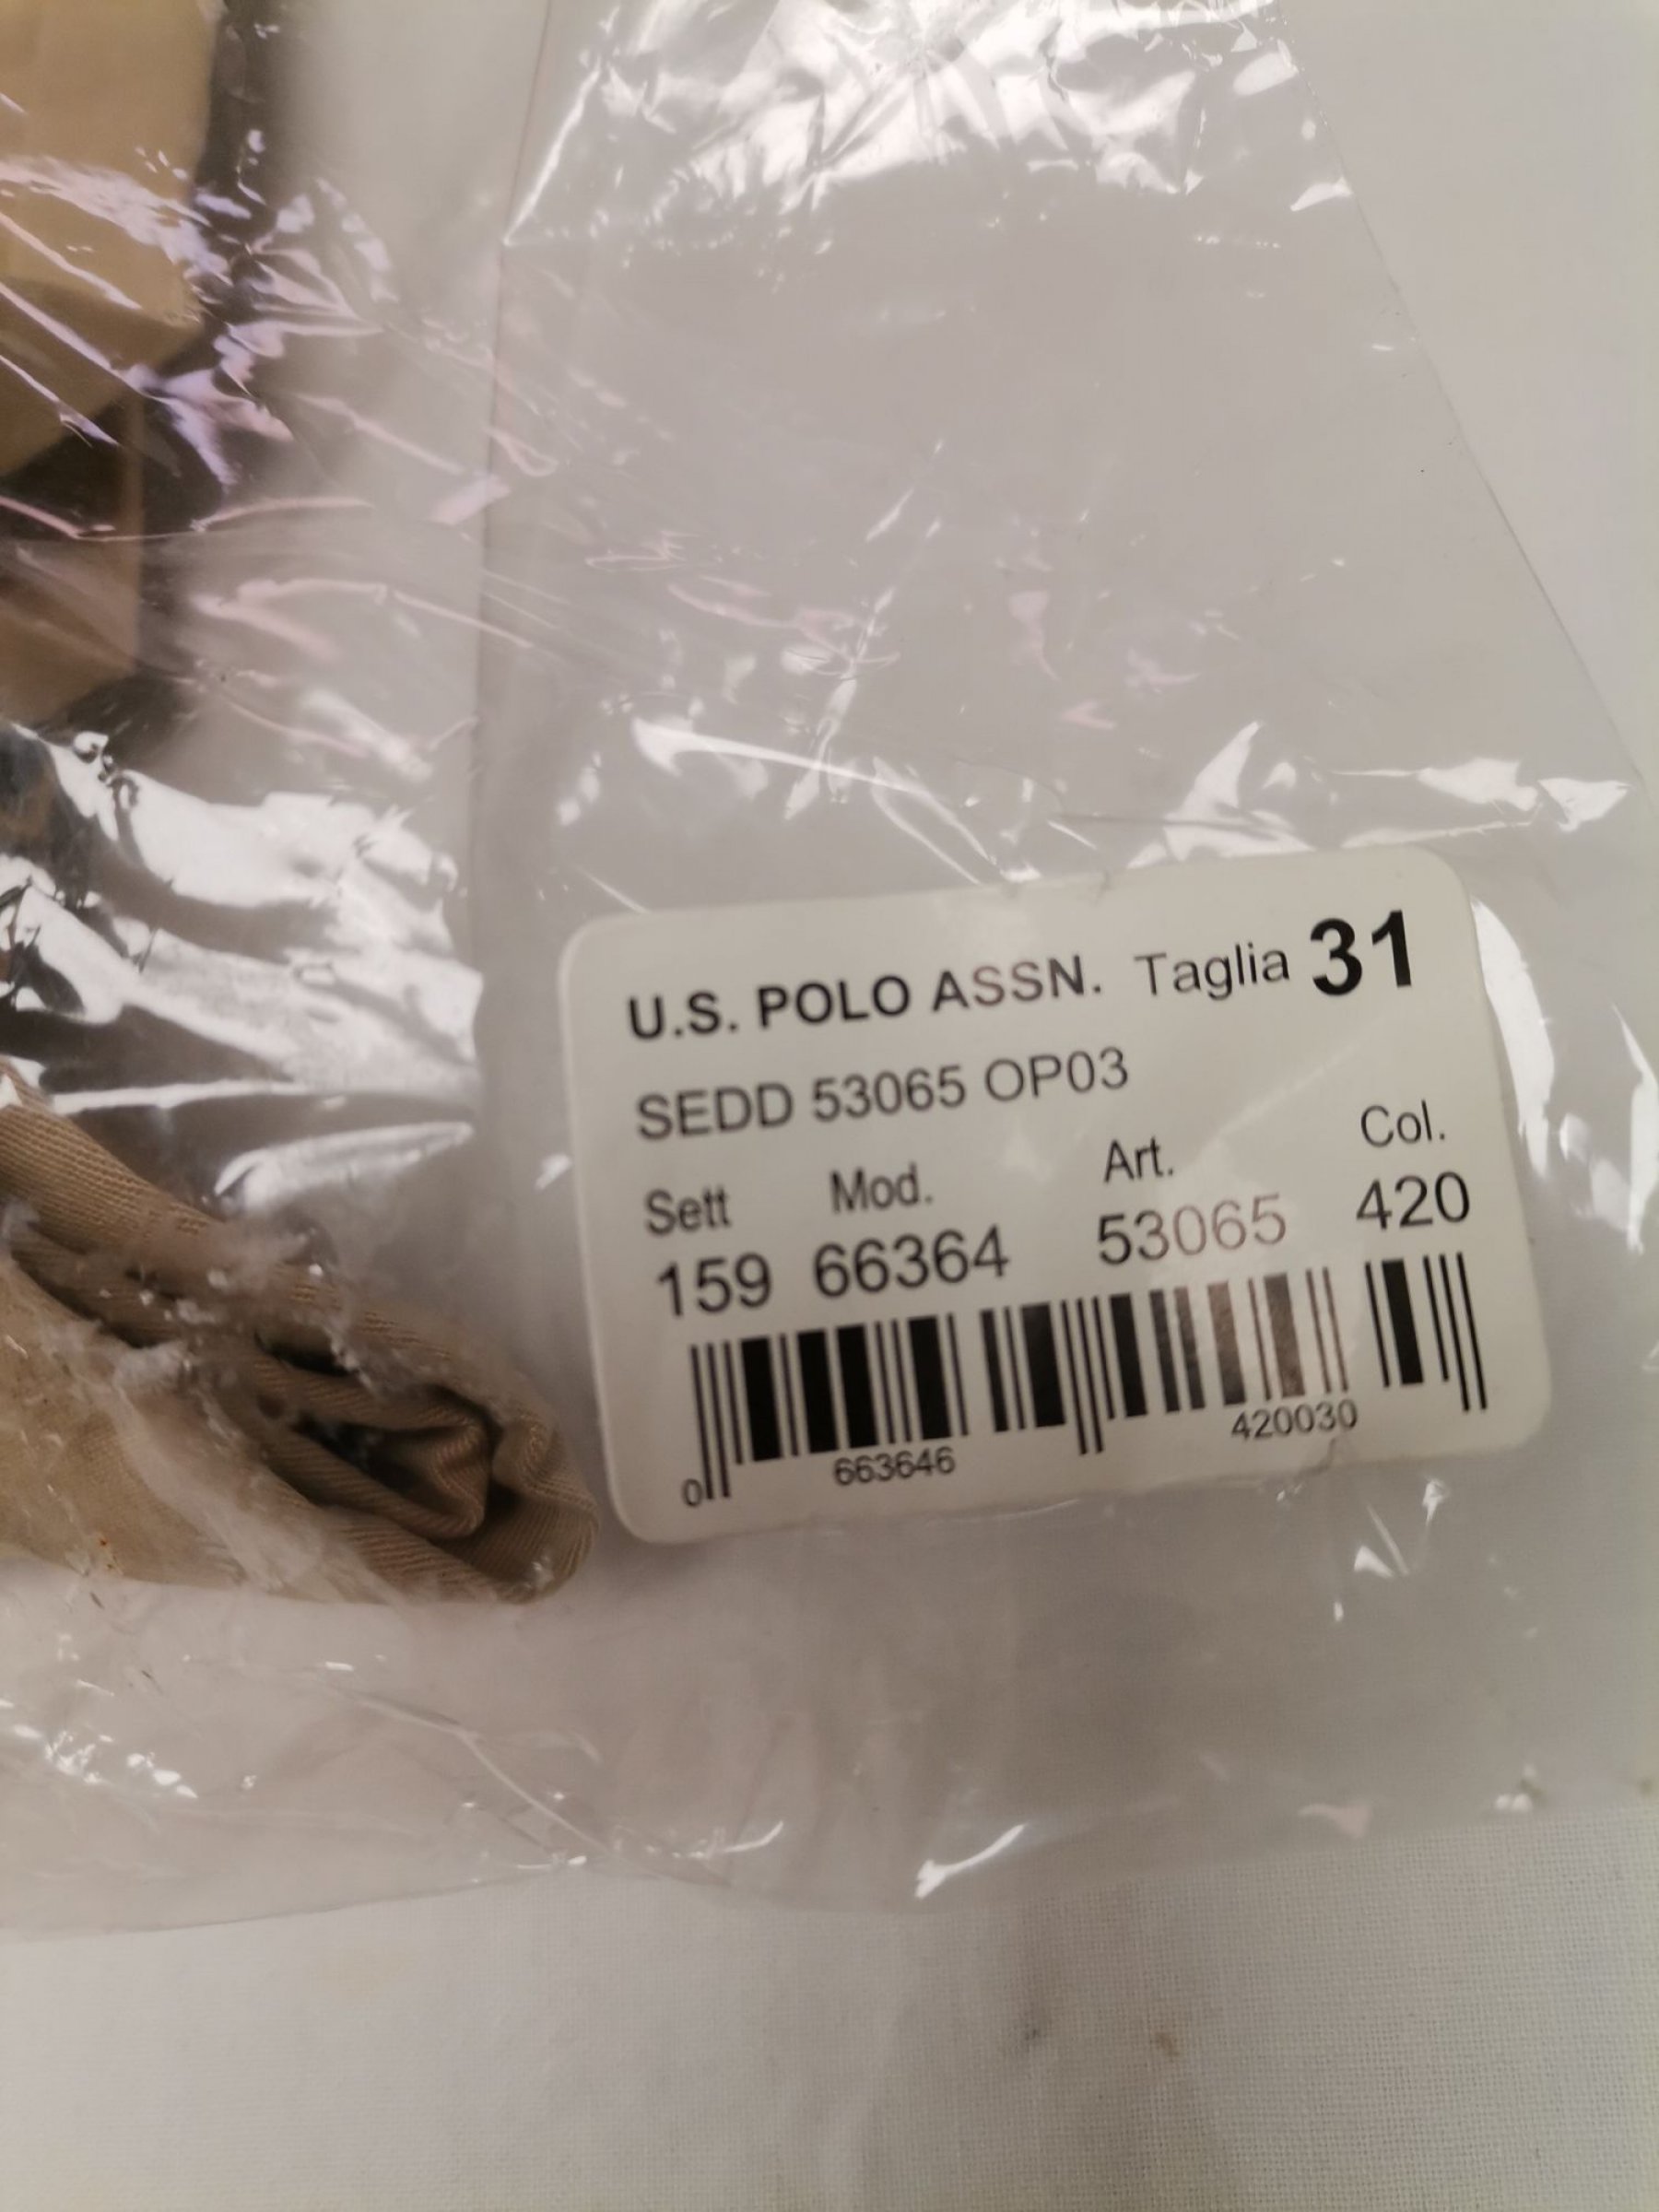 U.S. POLO ASSN. Taglia 31
SEDD 53065 OP03
Sett Mod. Art. Col.
159 66364 53065 420
0 663646 420030